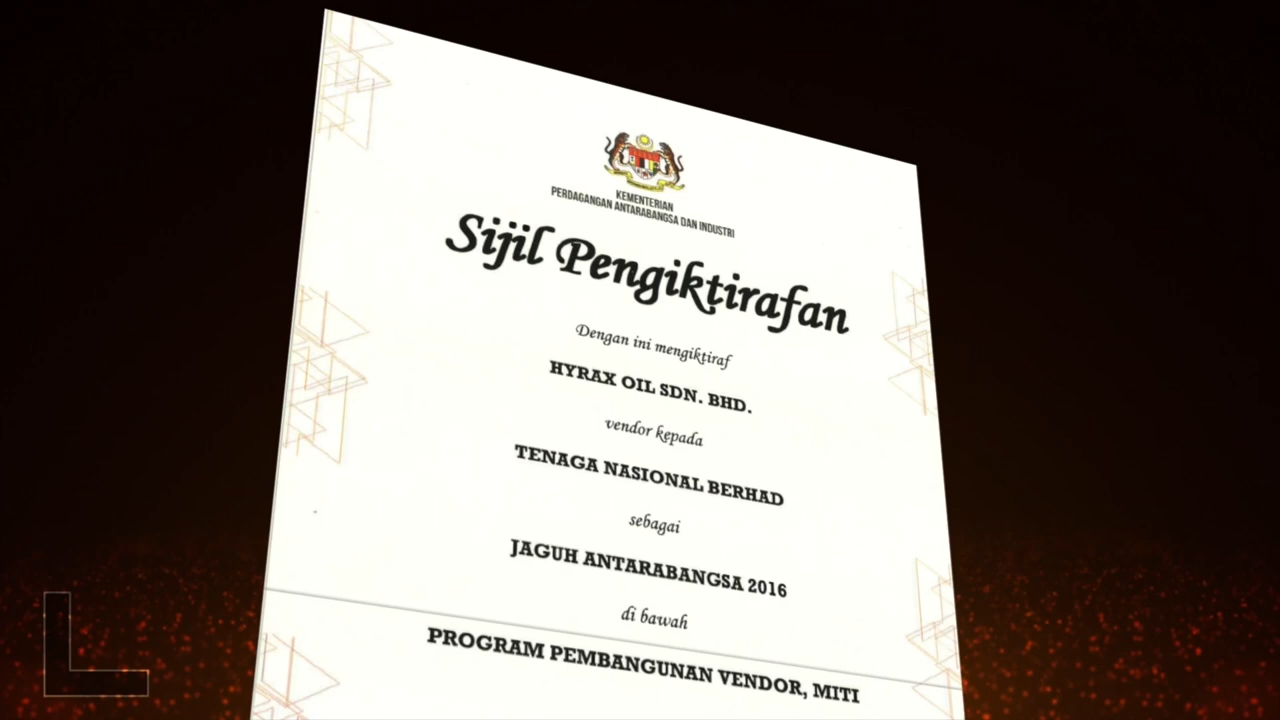 KEMENTERIAN
PERDAGANGAN ANTARABANGSA DAN INDUSTRI
Sijil Pengiktirafan
Dengan ini mengiktiraf
HYRAX OIL SDN. BHD.
vendor kepada
TENAGA NASIONAL BERHAD
sebagai
JAGUH ANTARABANGSA 2016
di bawah
PROGRAM PEMBANGUNAN VENDOR, MITI